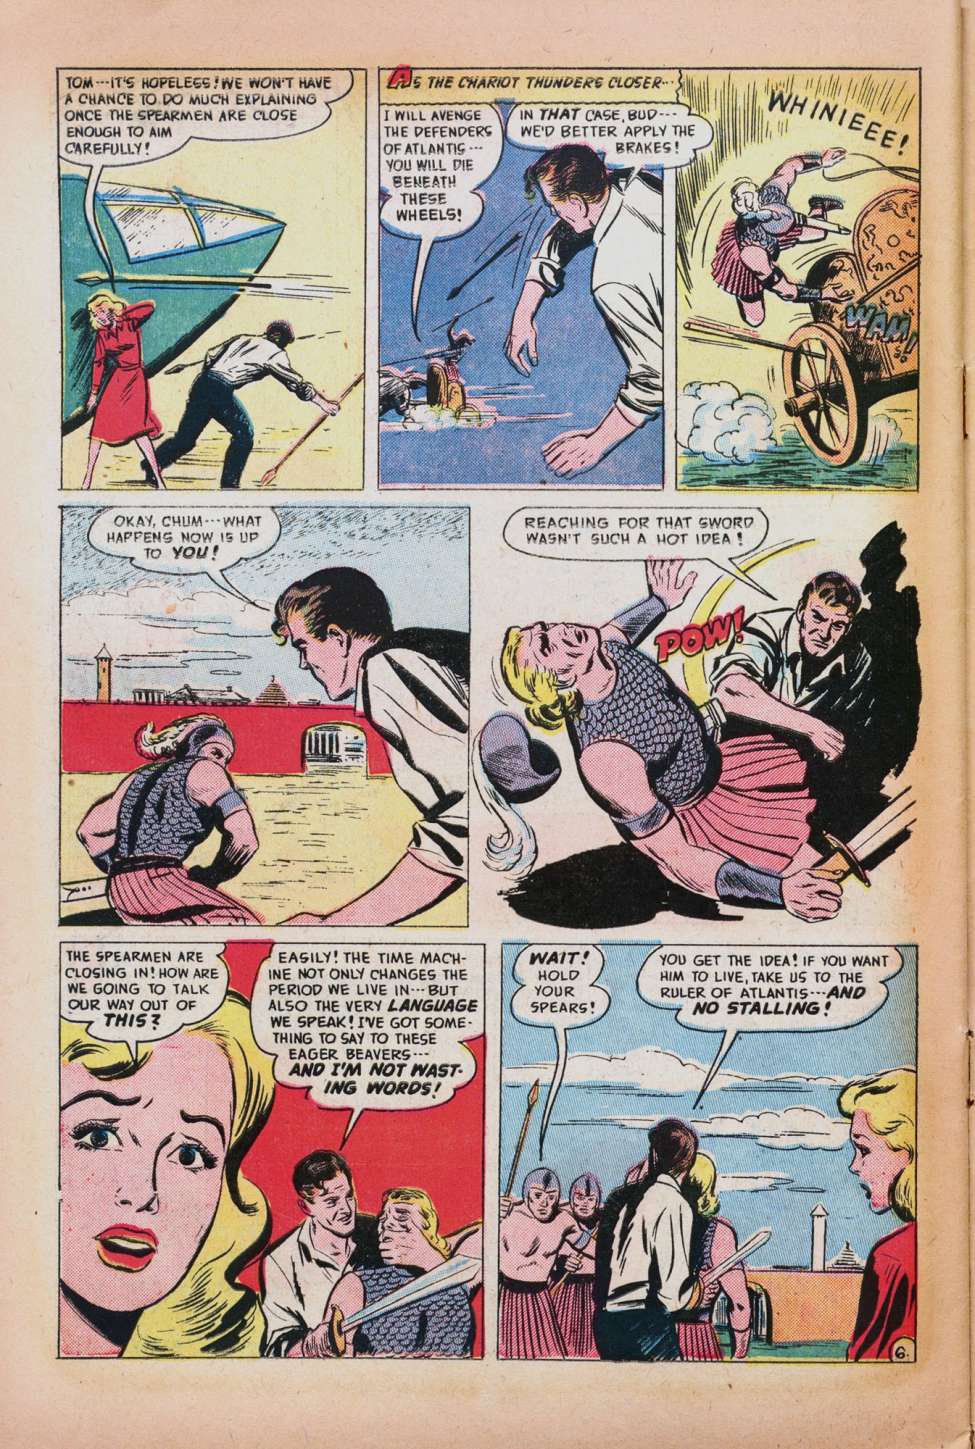 TOM---IT'S HOPELESS! WE WON'T HAVE
A CHANCE TO DO MUCH EXPLAINING
ONCE THE SPEARMEN ARE CLOSE
ENOUGH TO AIM
CAREFULLY!
AS THE CHARIOT THUNDERS CLOSER---
I WILL AVENGE
THE DEFENDERS
OF ATLANTIS---
YOU WILL DIE
BENEATH
THESE
WHEELS!
IN THAT CASE, BUD---
WE'D BETTER APPLY THE
BRAKES!
WHINIEEE!
WAM!
OKAY, CHUM---WHAT
HAPPENS NOW IS UP
TO YOU!
REACHING FOR THAT SWORD
WASN'T SUCH A HOT IDEA!
POW!
THE SPEARMEN ARE
CLOSING IN! HOW ARE
WE GOING TO TALK
OUR WAY OUT OF
THIS?
EASILY! THE TIME MACH-
INE NOT ONLY CHANGES THE
PERIOD WE LIVE IN---BUT
ALSO THE VERY LANGUAGE
WE SPEAK! I'VE GOT SOME-
THING TO SAY TO THESE
EAGER BEAVERS---
AND I'M NOT WAST-
ING WORDS!
WAIT!
HOLD
YOUR
SPEARS!
YOU GET THE IDEA! IF YOU WANT
HIM TO LIVE, TAKE US TO THE
RULER OF ATLANTIS---AND
NO STALLING!
6.